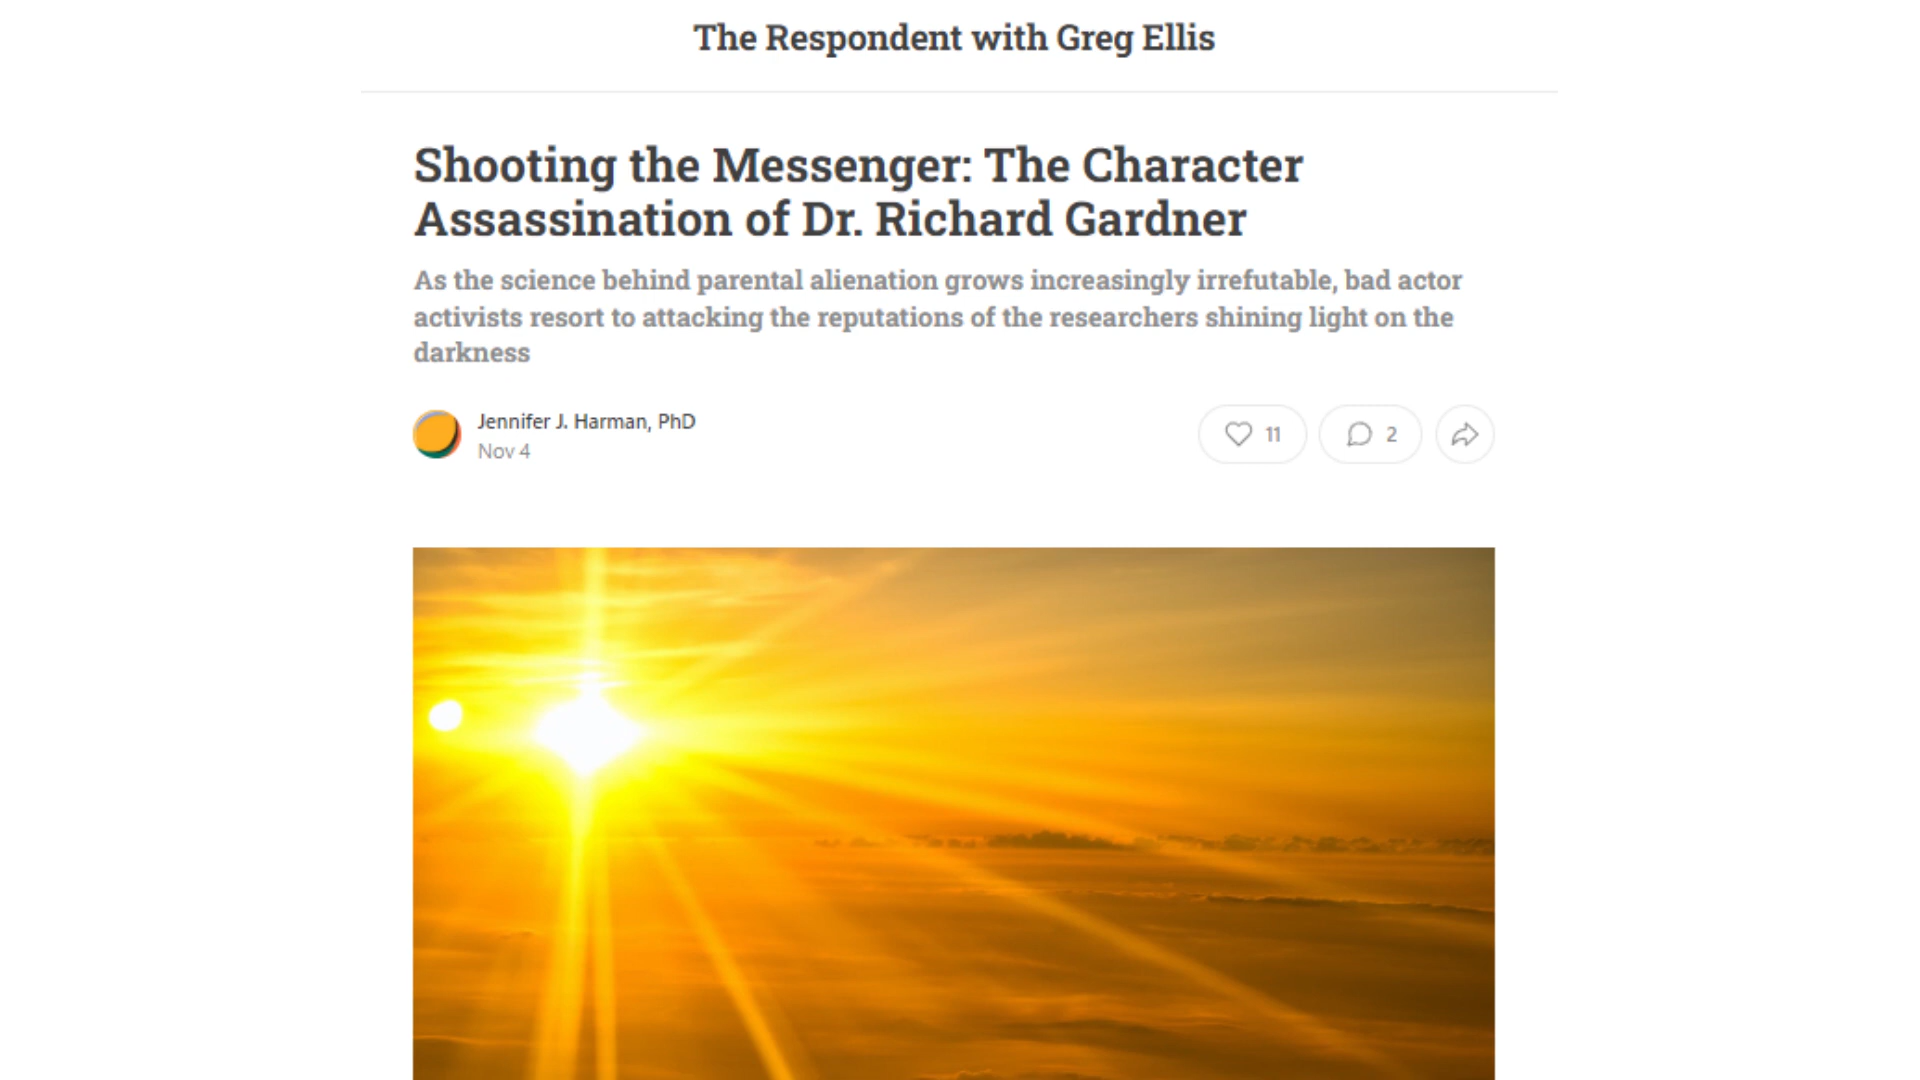 The Respondent with Greg Ellis
Shooting the Messenger: The Character
Assassination of Dr. Richard Gardner
As the science behind parental alienation grows increasingly irrefutable, bad actor
activists resort to attacking the reputations of the researchers shining light on the
darkness
Jennifer J. Harman, PhD
Nov 4
11
2